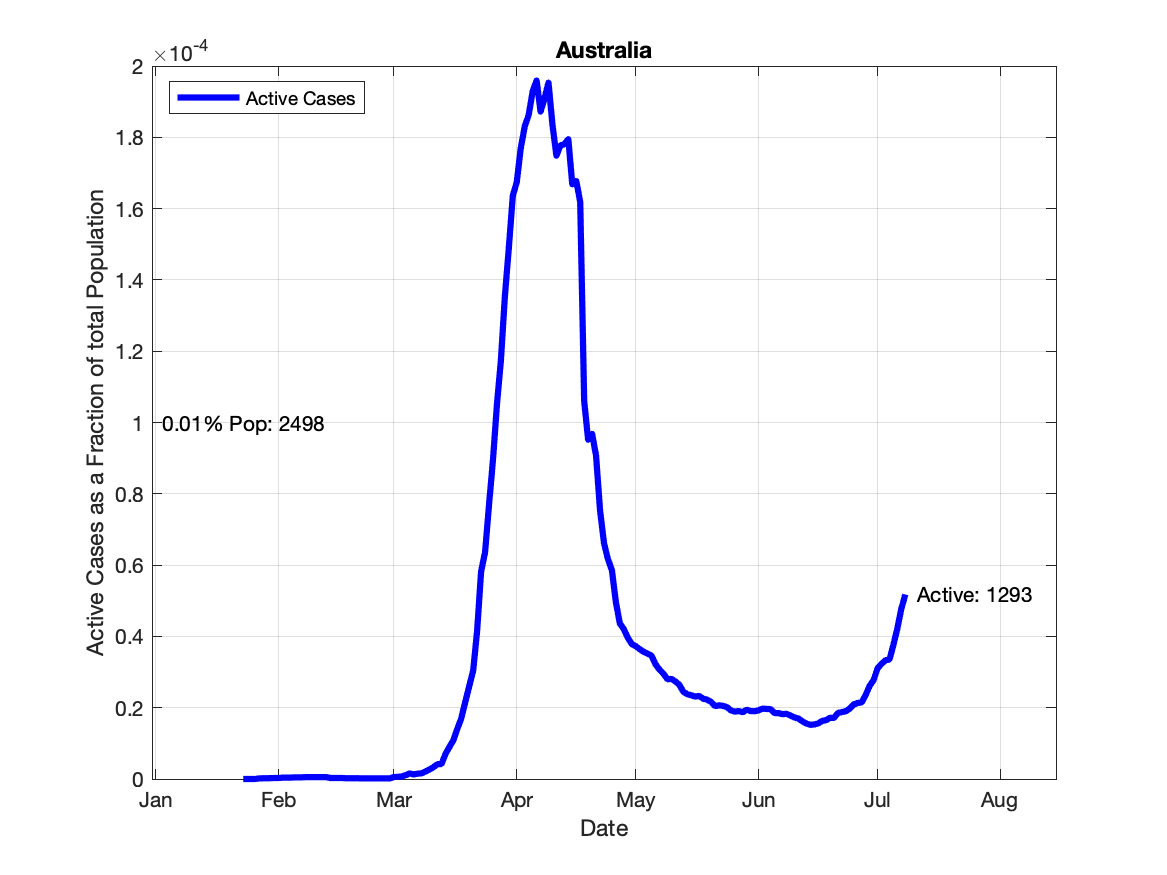 Australia
×10^-4
2
1.8
1.6
1.4
1.2
1
0.8
0.6
0.4
0.2
0
Active Cases as a Fraction of total Population
Active Cases
0.01% Pop: 2498
Active: 1293
Jan Feb Mar Apr May Jun Jul Aug
Date